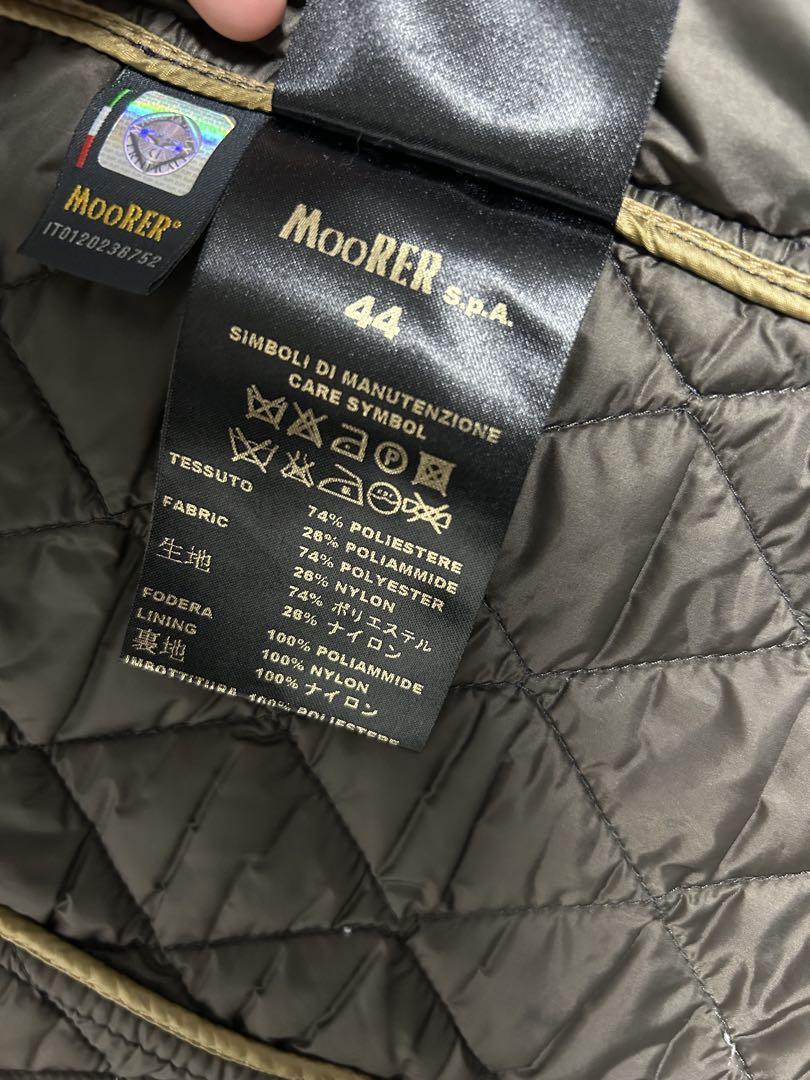 MOORER®
IT0120236752
MOORER S.p.A.
44
SIMBOLI DI MANUTENZIONE
CARE SYMBOL
TESSUTO 74% POLIESTERE
26% POLIAMMIDE
FABRIC 74% POLYESTER
26% NYLON
生地 74% ポリエステル
26% ナイロン
FODERA 100% POLIAMMIDE
LINING 100% NYLON
裏地 100% ナイロン
IMBOTTITURA 100% POLIESTERE